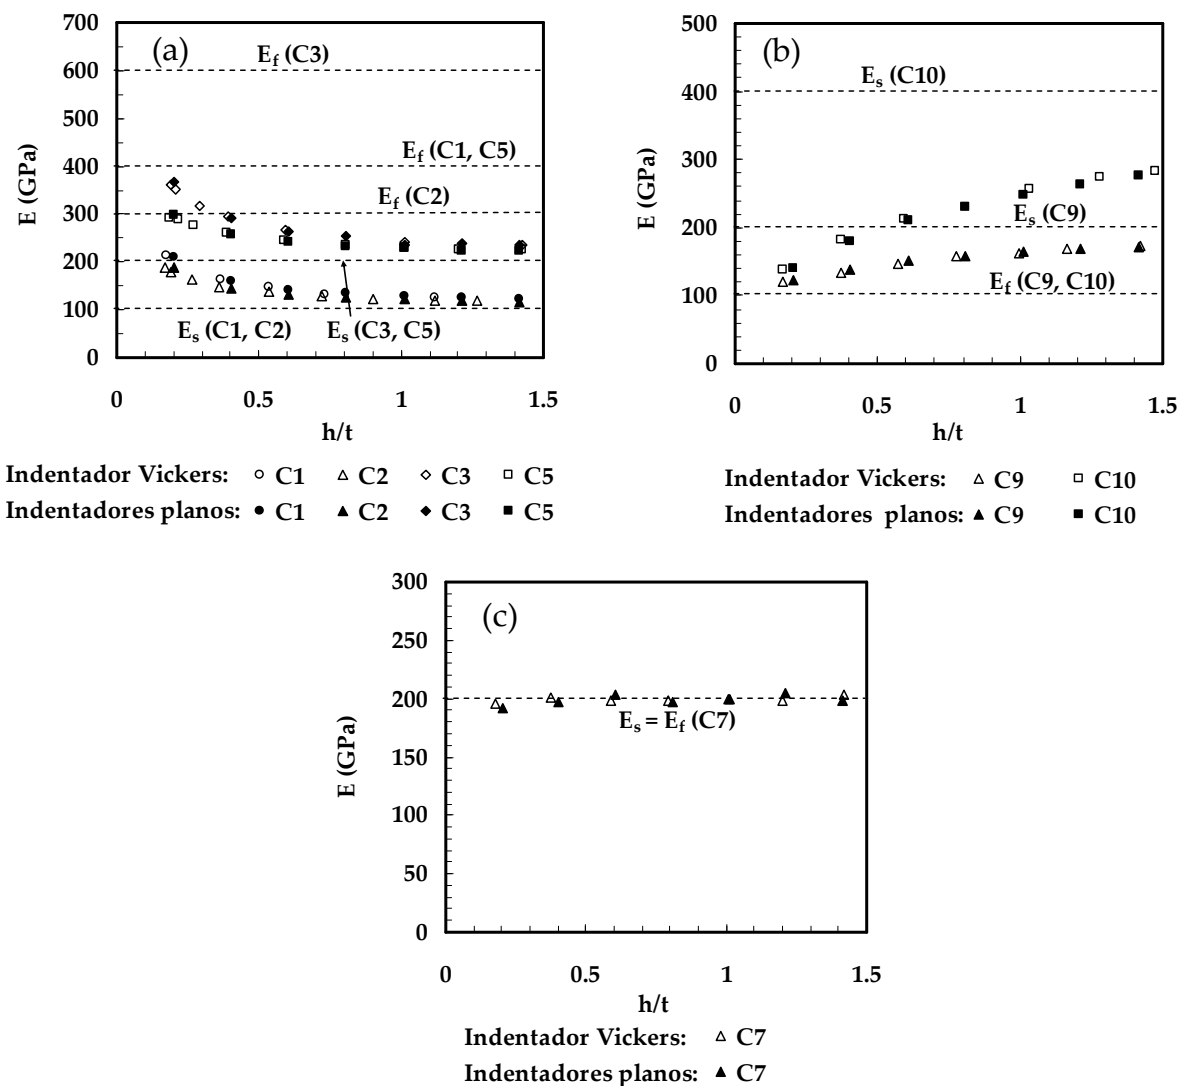 (a)
E (GPa)
700
600
500
400
300
200
100
0
E_f (C3)
E_f (C1, C5)
E_f (C2)
E_s (C1, C2)
E_s (C3, C5)
0 0.5 1 1.5
h/t
Indentador Vickers: ○ C1 △ C2 ◇ C3 □ C5
Indentadores planos: ● C1 ▲ C2 ◆ C3 ■ C5
(b)
E (GPa)
500
400
300
200
100
0
E_s (C10)
E_s (C9)
E_f (C9, C10)
0 0.5 1 1.5
h/t
Indentador Vickers: △ C9 □ C10
Indentadores planos: ▲ C9 ■ C10
(c)
E (GPa)
300
250
200
150
100
50
0
E_s = E_f (C7)
0 0.5 1 1.5
h/t
Indentador Vickers: △ C7
Indentadores planos: ▲ C7